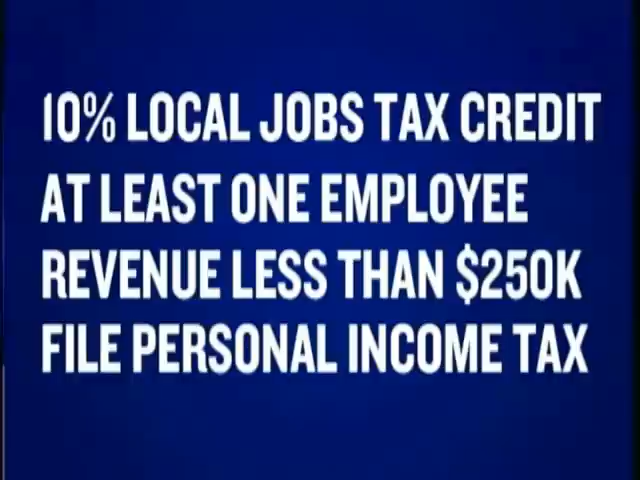 10% LOCAL JOBS TAX CREDIT
AT LEAST ONE EMPLOYEE
REVENUE LESS THAN $250K
FILE PERSONAL INCOME TAX